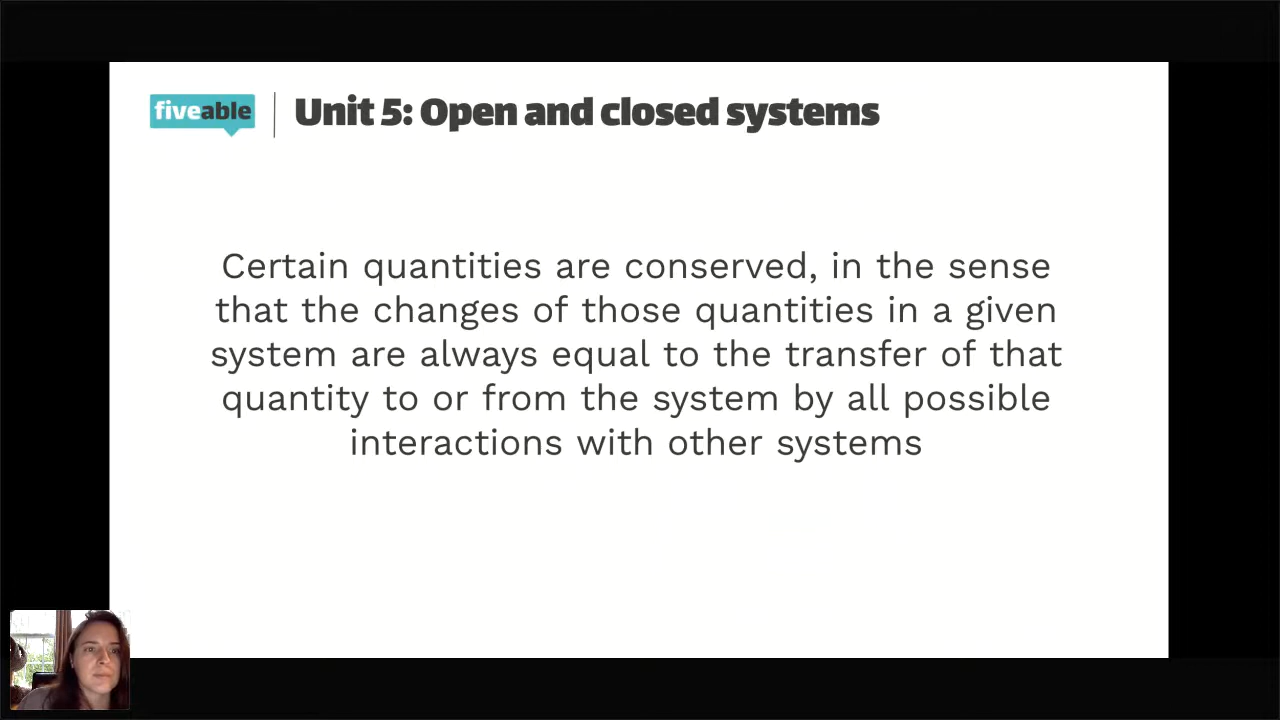 fiveable
Unit 5: Open and closed systems
Certain quantities are conserved, in the sense
that the changes of those quantities in a given
system are always equal to the transfer of that
quantity to or from the system by all possible
interactions with other systems